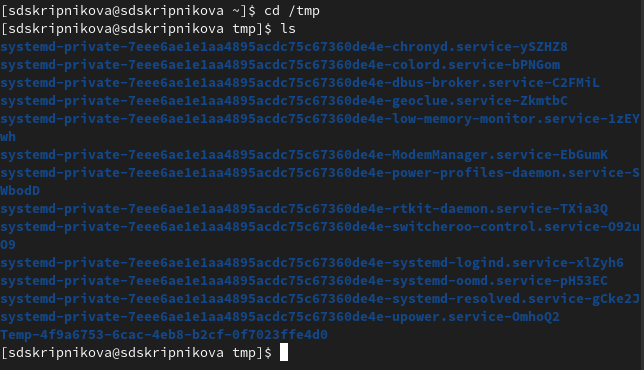 [sdskripnikova@sdskripnikova ~]$ cd /tmp
[sdskripnikova@sdskripnikova tmp]$ ls
systemd-private-7eee6ae1e1aa4895acdc75c67360de4e-chronyd.service-ySZHZ8
systemd-private-7eee6ae1e1aa4895acdc75c67360de4e-colord.service-bPNGom
systemd-private-7eee6ae1e1aa4895acdc75c67360de4e-dbus-broker.service-C2FMiL
systemd-private-7eee6ae1e1aa4895acdc75c67360de4e-geoclue.service-ZkmtbC
systemd-private-7eee6ae1e1aa4895acdc75c67360de4e-low-memory-monitor.service-1zEY
wh
systemd-private-7eee6ae1e1aa4895acdc75c67360de4e-ModemManager.service-EbGumK
systemd-private-7eee6ae1e1aa4895acdc75c67360de4e-power-profiles-daemon.service-S
WbodD
systemd-private-7eee6ae1e1aa4895acdc75c67360de4e-rtkit-daemon.service-TXia3Q
systemd-private-7eee6ae1e1aa4895acdc75c67360de4e-switcheroo-control.service-O92u
O9
systemd-private-7eee6ae1e1aa4895acdc75c67360de4e-systemd-logind.service-xlZyh6
systemd-private-7eee6ae1e1aa4895acdc75c67360de4e-systemd-oomd.service-pH53EC
systemd-private-7eee6ae1e1aa4895acdc75c67360de4e-systemd-resolved.service-gCke2J
systemd-private-7eee6ae1e1aa4895acdc75c67360de4e-upower.service-OmhoQ2
Temp-4f9a6753-6cac-4eb8-b2cf-0f7023ffe4d0
[sdskripnikova@sdskripnikova tmp]$